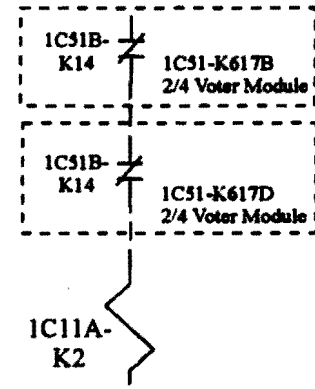 1C51B-
K14
1C51-K617B
2/4 Voter Module
1C51B-
K14
1C51-K617D
2/4 Voter Module
1C11A-
K2